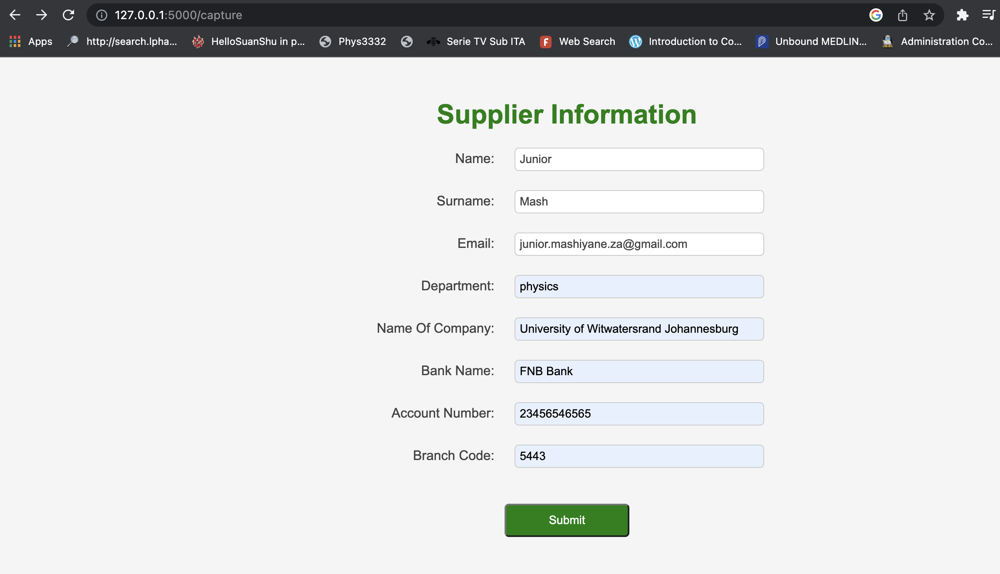 127.0.0.1:5000/capture
Apps http://search.lpha... HelloSuanShu in p... Phys3332 Serie TV Sub ITA Web Search Introduction to Co... Unbound MEDLIN... Administration Co...
Supplier Information
Name: Junior
Surname: Mash
Email: junior.mashiyane.za@gmail.com
Department: physics
Name Of Company: University of Witwatersrand Johannesburg
Bank Name: FNB Bank
Account Number: 23456546565
Branch Code: 5443
Submit